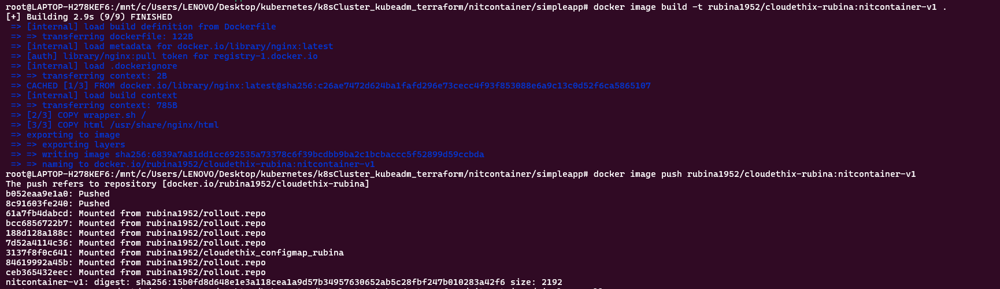 root@LAPTOP-H278KEF6:/mnt/c/Users/LENOVO/Desktop/kubernetes/k8sCluster_kubeadm_terraform/nitcontainer/simpleapp# docker image build -t rubina1952/cloudethix-rubina:nitcontainer-v1 .
[+] Building 2.9s (9/9) FINISHED
=> [internal] load build definition from Dockerfile
=> => transferring dockerfile: 122B
=> [internal] load metadata for docker.io/library/nginx:latest
=> [auth] library/nginx:pull token for registry-1.docker.io
=> [internal] load .dockerignore
=> => transferring context: 2B
=> CACHED [1/3] FROM docker.io/library/nginx:latest@sha256:c26ae7472d624ba1fafd296e73cecc4f93f853088e6a9c13c0d52f6ca5865107
=> [internal] load build context
=> => transferring context: 785B
=> [2/3] COPY wrapper.sh /
=> [3/3] COPY html /usr/share/nginx/html
=> exporting to image
=> => exporting layers
=> => writing image sha256:6839a7a81dd1cc692535a73378c6f39bcdbb9ba2c1bcbaccc5f52899d59ccbda
=> => naming to docker.io/rubina1952/cloudethix-rubina:nitcontainer-v1
root@LAPTOP-H278KEF6:/mnt/c/Users/LENOVO/Desktop/kubernetes/k8sCluster_kubeadm_terraform/nitcontainer/simpleapp# docker image push rubina1952/cloudethix-rubina:nitcontainer-v1
The push refers to repository [docker.io/rubina1952/cloudethix-rubina]
b052eaa9e1a0: Pushed
8c91603fe240: Pushed
61a7fb4dabcd: Mounted from rubina1952/rollout.repo
bcc6856722b7: Mounted from rubina1952/rollout.repo
188d128a188c: Mounted from rubina1952/rollout.repo
7d52a4114c36: Mounted from rubina1952/rollout.repo
3137f8f0c641: Mounted from rubina1952/cloudethix_configmap_rubina
84619992a45b: Mounted from rubina1952/rollout.repo
ceb365432eec: Mounted from rubina1952/rollout.repo
nitcontainer-v1: digest: sha256:15b0fd8d648e1e3a118cea1a9d57b34957630652ab5c28fbf247b010283a42f6 size: 2192